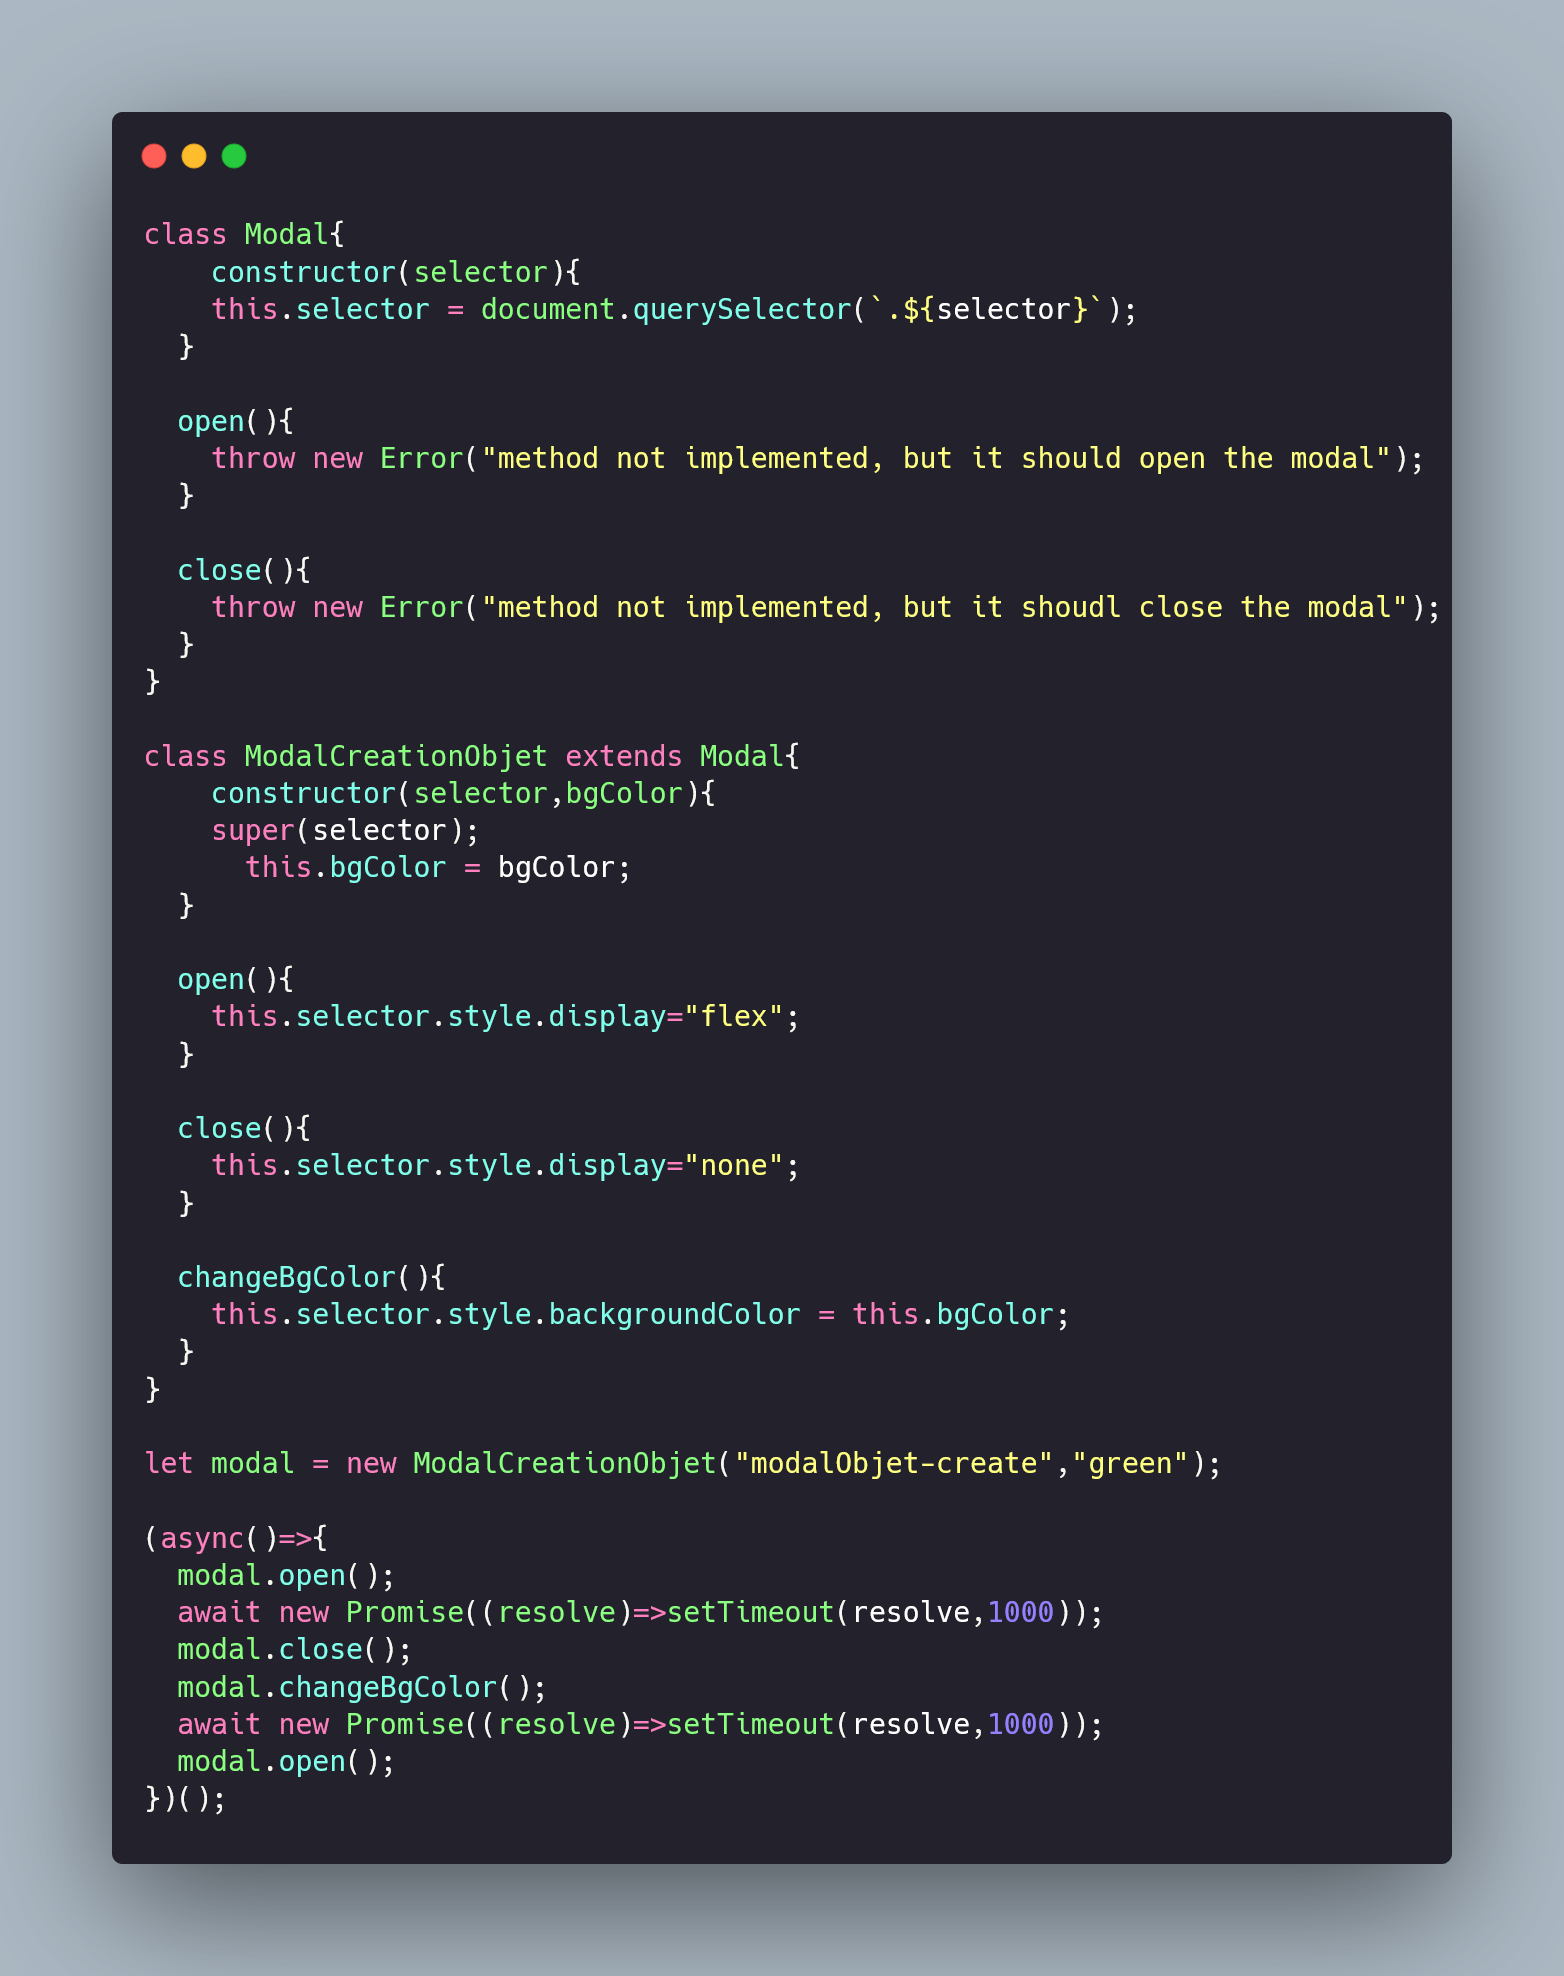 class Modal{
    constructor(selector){
    this.selector = document.querySelector(`.${selector}`);
  }

  open(){
    throw new Error("method not implemented, but it should open the modal");
  }

  close(){
    throw new Error("method not implemented, but it shoudl close the modal");
  }
}

class ModalCreationObjet extends Modal{
    constructor(selector,bgColor){
    super(selector);
      this.bgColor = bgColor;
  }

  open(){
    this.selector.style.display="flex";
  }

  close(){
    this.selector.style.display="none";
  }

  changeBgColor(){
    this.selector.style.backgroundColor = this.bgColor;
  }
}

let modal = new ModalCreationObjet("modalObjet-create","green");

(async()=>{
  modal.open();
  await new Promise((resolve)=>setTimeout(resolve,1000));
  modal.close();
  modal.changeBgColor();
  await new Promise((resolve)=>setTimeout(resolve,1000));
  modal.open();
})();